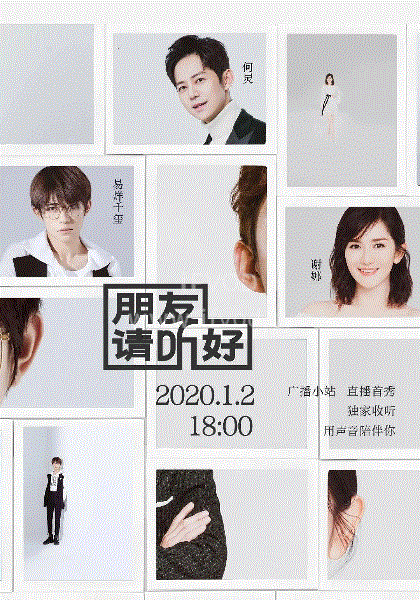 何炅
易烊千玺
谢娜
朋友
请听好
2020.1.2
18:00
广播小站 直播首秀
独家收听
用声音陪伴你